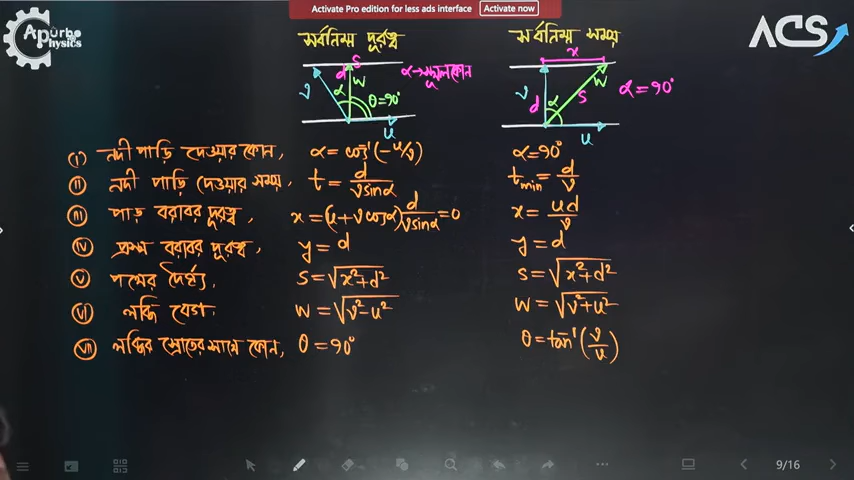 Activate Pro edition for less ads interface Activate now
Apurbo Physics
ACS
সর্বনিম্ন দূরত্ব
সর্বনিম্ন সময়
s
d
w
v
α
θ=90°
u
α→স্থূলকোন
x
v
d
α
s
w
u
α=90°
(i) নদী পাড়ি দেওয়ার কোন, α = cos⁻¹(-u/v) α=90°
(ii) নদী পাড়ি দেওয়ার সময়, t = d/(v sinα) t_min = d/v
(iii) পাড় বরাবর দূরত্ব, x = (u+v cosα) d/(v sinα) = 0 x = ud/v
(iv) প্রস্থ বরাবর দূরত্ব, y = d y = d
(v) পথের দৈর্ঘ্য, s = √(x²+d²) s = √(x²+d²)
(vi) লব্ধি বেগ, w = √(v²-u²) w = √(v²+u²)
(vii) লব্ধির স্রোতের সাথে কোন, θ = 90° θ = tan⁻¹(v/u)
9/16